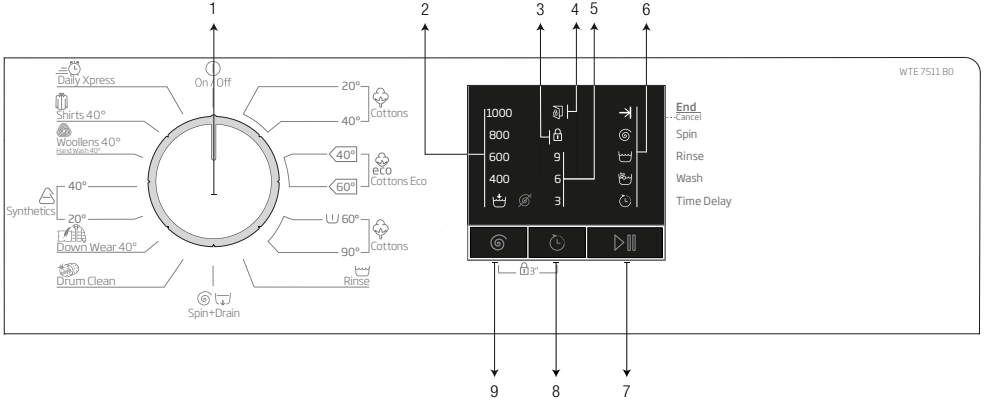 1 2 3 4 5 6
WTE 7511 B0
Daily Xpress
On / Off
20°
Cottons
40°
Shirts 40°
Woollens 40°
Hand Wash 40°
40°
eco
Cottons Eco
60°
40°
Synthetics
20°
60°
Cottons
90°
Down Wear 40°
Drum Clean
Rinse
Spin+Drain
1000
End
Cancel
800
Spin
600 9
Rinse
400 6
Wash
3
Time Delay
3"
9 8 7